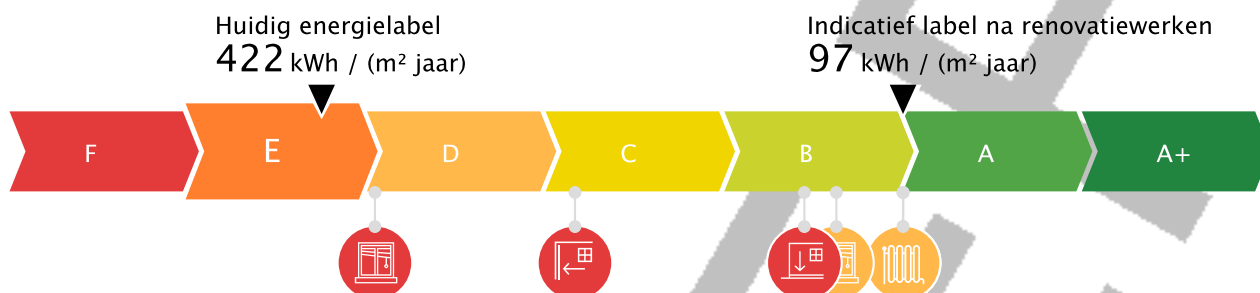 Huidig energielabel
422 kWh / (m² jaar)
Indicatief label na renovatiewerken
97 kWh / (m² jaar)
F
E
D
C
B
A
A+